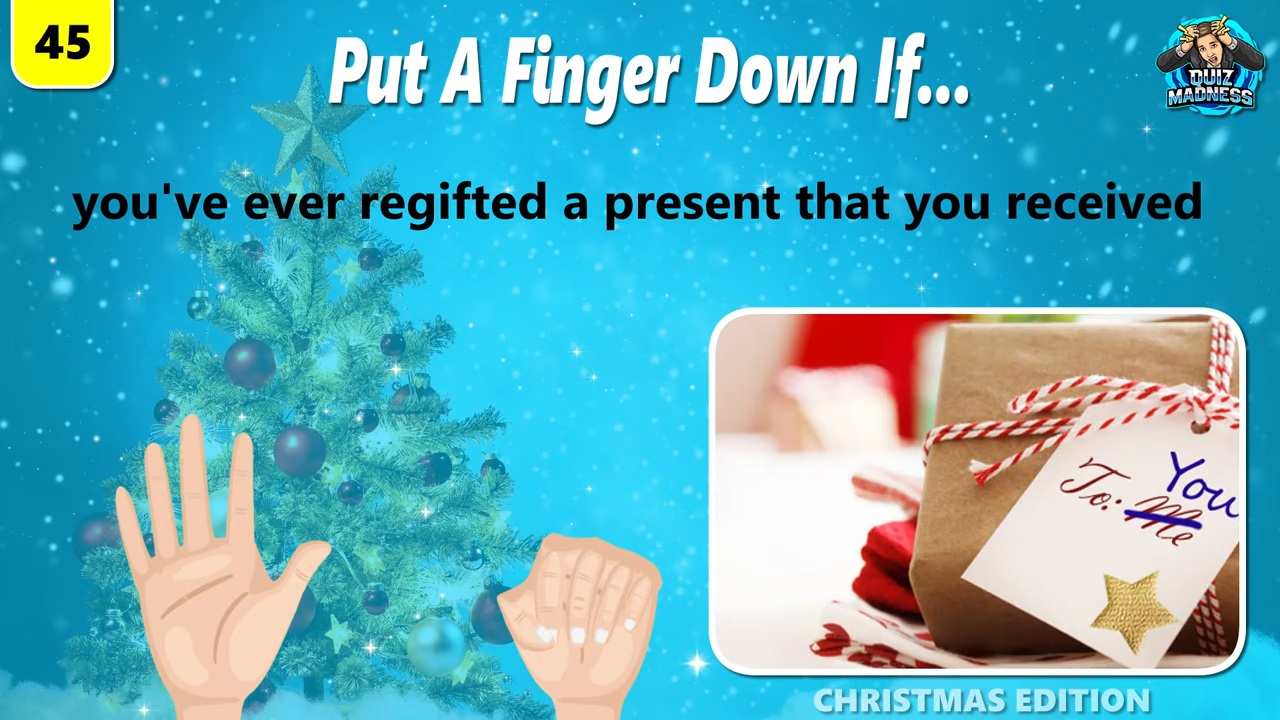 45
Put A Finger Down If...
QUIZ
MADNESS
you've ever regifted a present that you received
You
To: Me
CHRISTMAS EDITION